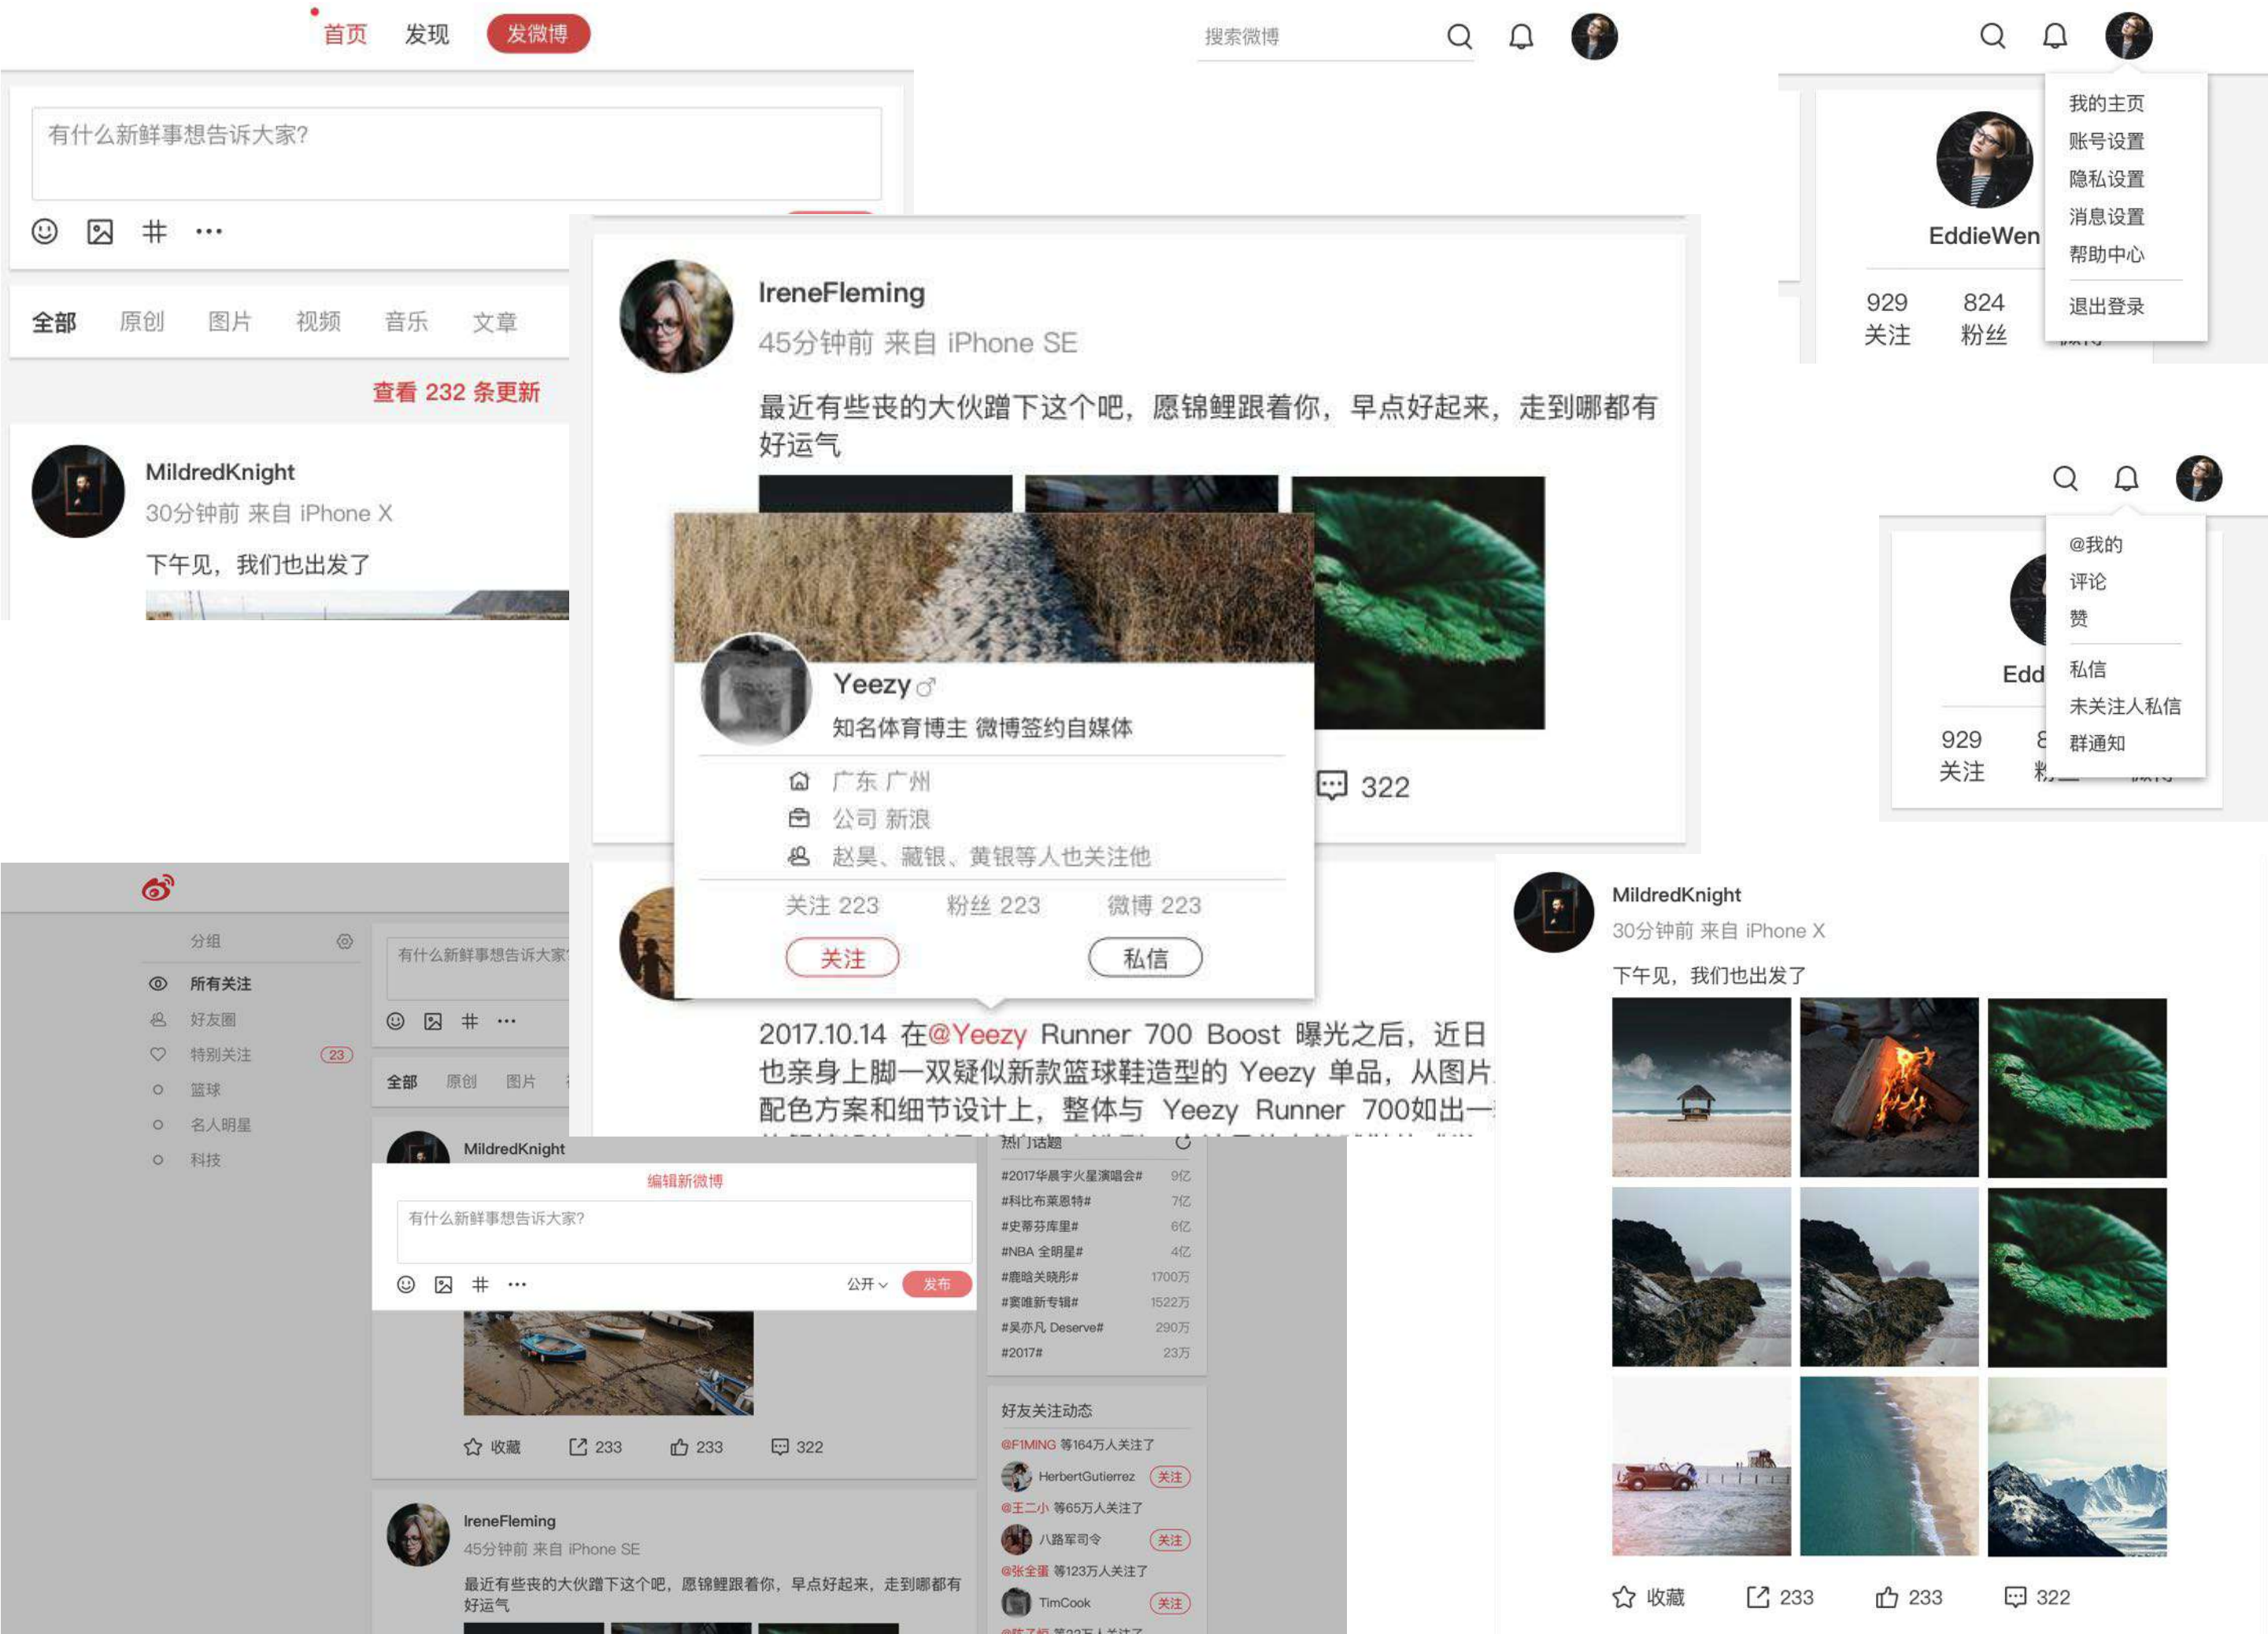 首页
发现
发微博
有什么新鲜事想告诉大家?
全部
原创
图片
视频
音乐
文章
查看 232 条更新
MildredKnight
30分钟前 来自 iPhone X
下午见，我们也出发了
搜索微博
我的主页
账号设置
隐私设置
消息设置
帮助中心
退出登录
EddieWen
929
824
关注
粉丝
IreneFleming
45分钟前 来自 iPhone SE
最近有些丧的大伙蹭下这个吧，愿锦鲤跟着你，早点好起来，走到哪都有
好运气
Yeezy
知名体育博主 微博签约自媒体
广东 广州
公司 新浪
赵昊、藏银、黄银等人也关注他
关注 223
粉丝 223
微博 223
关注
私信
322
2017.10.14 在@Yeezy Runner 700 Boost 曝光之后，近日
也亲身上脚一双疑似新款篮球鞋造型的 Yeezy 单品，从图片
配色方案和细节设计上，整体与 Yeezy Runner 700如出一
@我的
评论
赞
私信
未关注人私信
群通知
Edd
929
关注
分组
所有关注
好友圈
特别关注
23
篮球
名人明星
科技
有什么新鲜事想告诉大家
全部
原创
图片
MildredKnight
编辑新微博
有什么新鲜事想告诉大家?
公开
发布
收藏
233
233
322
IreneFleming
45分钟前 来自 iPhone SE
最近有些丧的大伙蹭下这个吧，愿锦鲤跟着你，早点好起来，走到哪都有
好运气
热门话题
#2017华晨宇火星演唱会# 9亿
#科比布莱恩特# 7亿
#史蒂芬库里# 6亿
#NBA 全明星# 4亿
#鹿晗关晓彤# 1700万
#窦唯新专辑# 1522万
#吴亦凡 Deserve# 290万
#2017# 23万
好友关注动态
@F1MING 等164万人关注了
HerbertGutierrez
关注
@王二小 等65万人关注了
八路军司令
关注
@张全蛋 等123万人关注了
TimCook
关注
MildredKnight
30分钟前 来自 iPhone X
下午见，我们也出发了
收藏
233
233
322